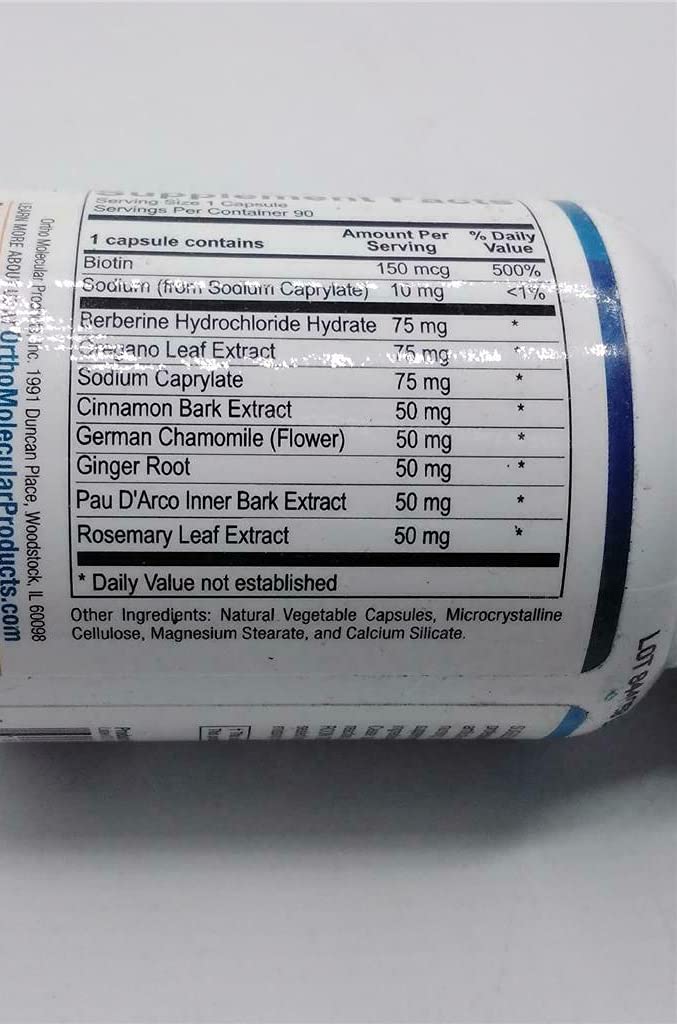 Supplement Facts
Serving Size 1 Capsule
Servings Per Container 90
1 capsule contains Amount Per Serving % Daily Value
Biotin 150 mcg 500%
Sodium (from Sodium Caprylate) 10 mg <1%
Berberine Hydrochloride Hydrate 75 mg *
Oregano Leaf Extract 75 mg *
Sodium Caprylate 75 mg *
Cinnamon Bark Extract 50 mg *
German Chamomile (Flower) 50 mg *
Ginger Root 50 mg *
Pau D'Arco Inner Bark Extract 50 mg *
Rosemary Leaf Extract 50 mg *
* Daily Value not established
Other Ingredients: Natural Vegetable Capsules, Microcrystalline
Cellulose, Magnesium Stearate, and Calcium Silicate.
Ortho Molecular Products, Inc. 1991 Duncan Place, Woodstock, IL 60098
LEARN MORE
OrthoMolecularProducts.com
LOT